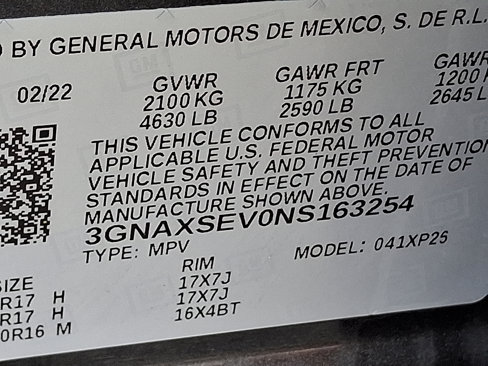 BY GENERAL MOTORS DE MEXICO, S. DE R.L.
02/22 GVWR GAWR FRT GAWR
2100 KG 1175 KG 1200
4630 LB 2590 LB 2645 L
THIS VEHICLE CONFORMS TO ALL
APPLICABLE U.S. FEDERAL MOTOR
VEHICLE SAFETY AND THEFT PREVENTION
STANDARDS IN EFFECT ON THE DATE OF
MANUFACTURE SHOWN ABOVE.
3GNAXSEV0NS163254
TYPE: MPV MODEL: 041XP25
SIZE RIM
R17 H 17X7J
R17 H 17X7J
0R16 M 16X4BT